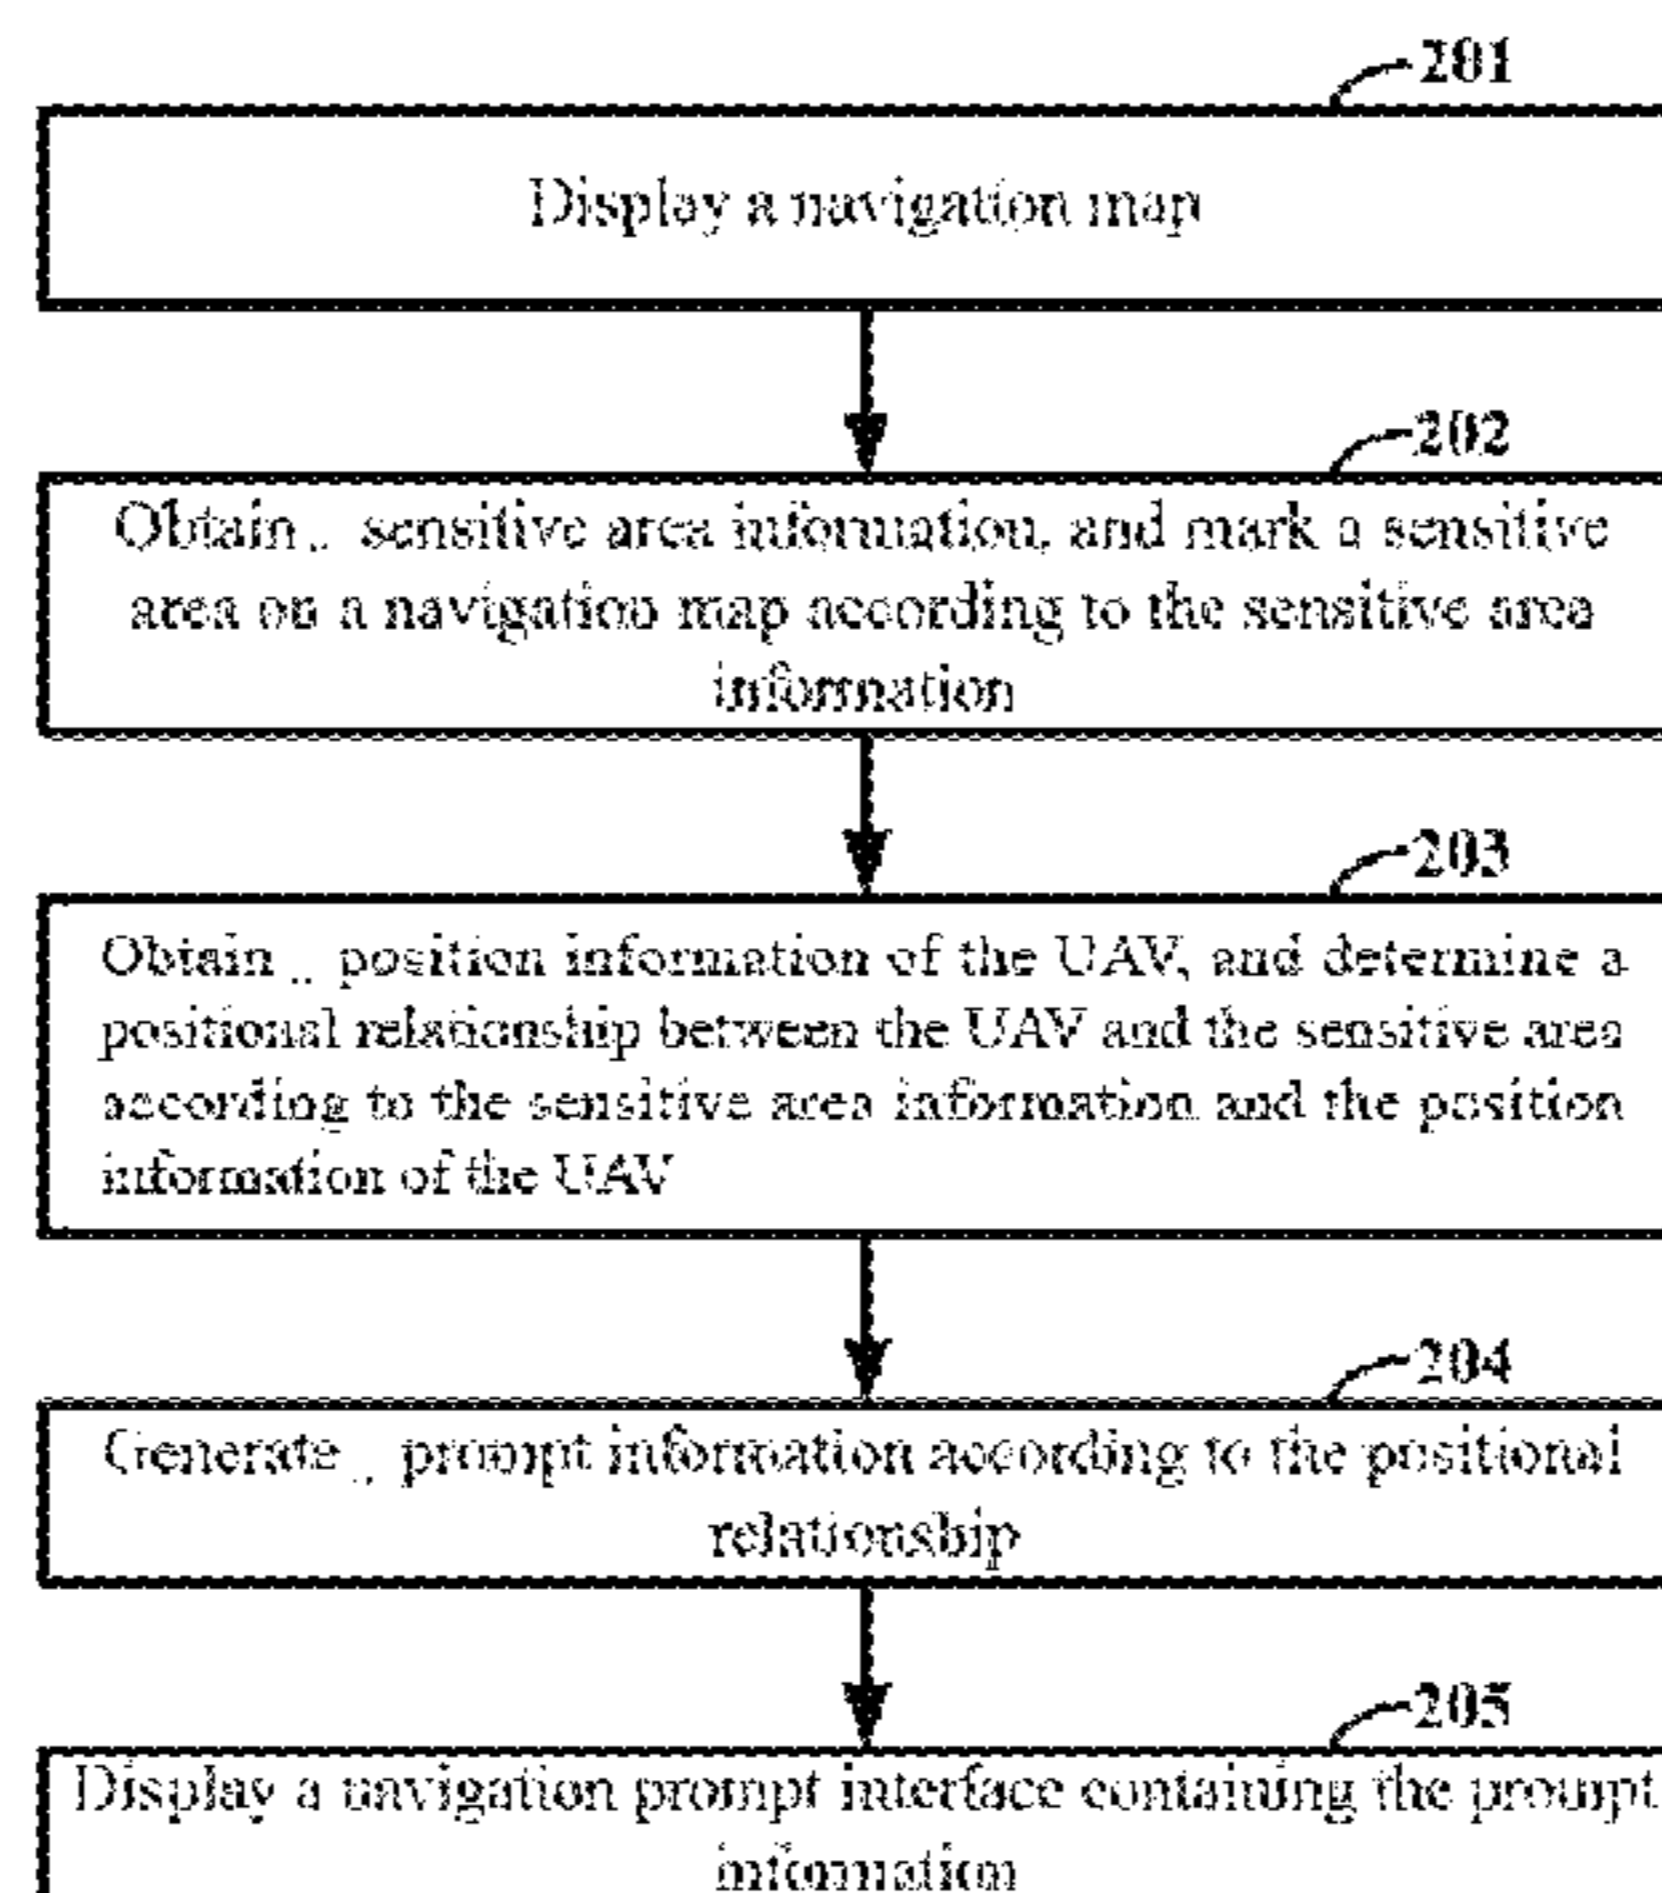 201
Display a navigation map
202
Obtain .. sensitive area information, and mark a sensitive
area on a navigation map according to the sensitive area
information
203
Obtain .. position information of the UAV, and determine a
positional relationship between the UAV and the sensitive area
according to the sensitive area information and the position
information of the UAV
204
Generate .. prompt information according to the positional
relationship
205
Display a navigation prompt interface containing the prompt
information